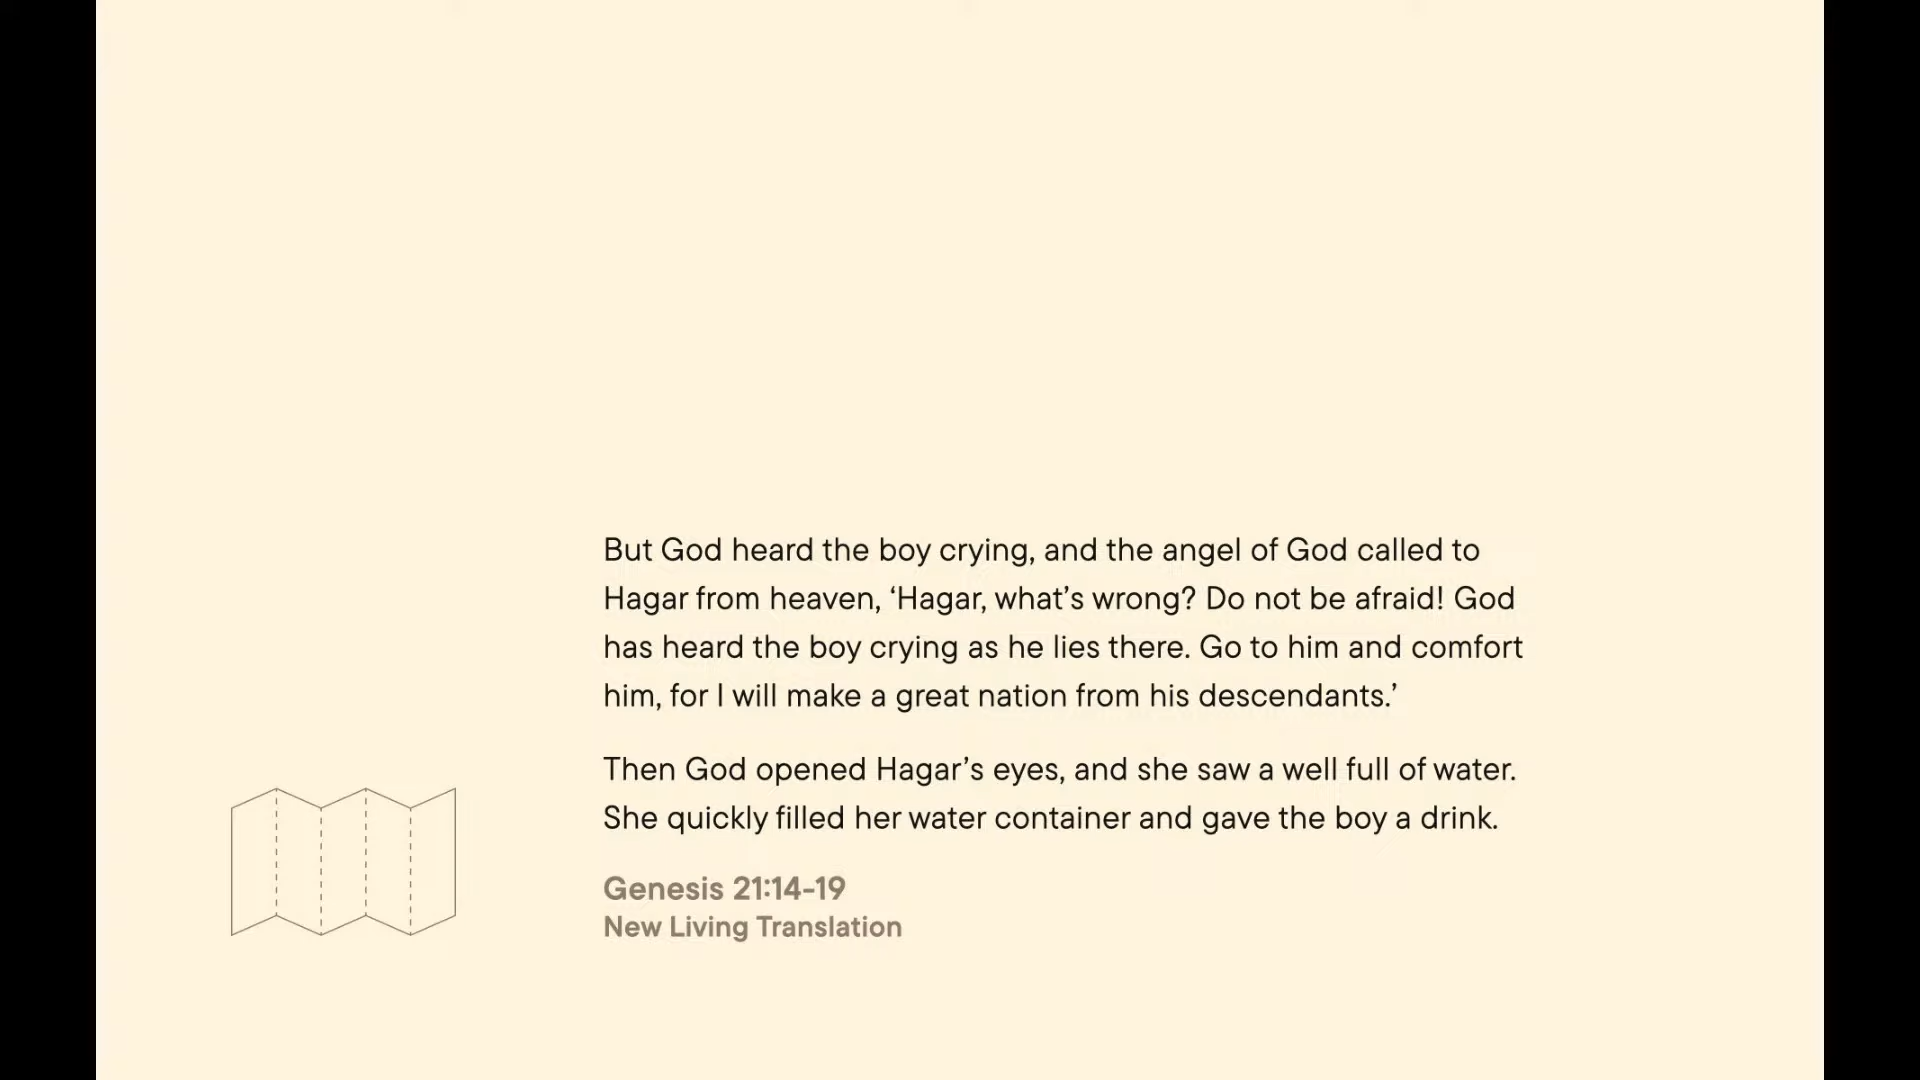 But God heard the boy crying, and the angel of God called to
Hagar from heaven, ‘Hagar, what’s wrong? Do not be afraid! God
has heard the boy crying as he lies there. Go to him and comfort
him, for I will make a great nation from his descendants.’
Then God opened Hagar’s eyes, and she saw a well full of water.
She quickly filled her water container and gave the boy a drink.
Genesis 21:14-19
New Living Translation